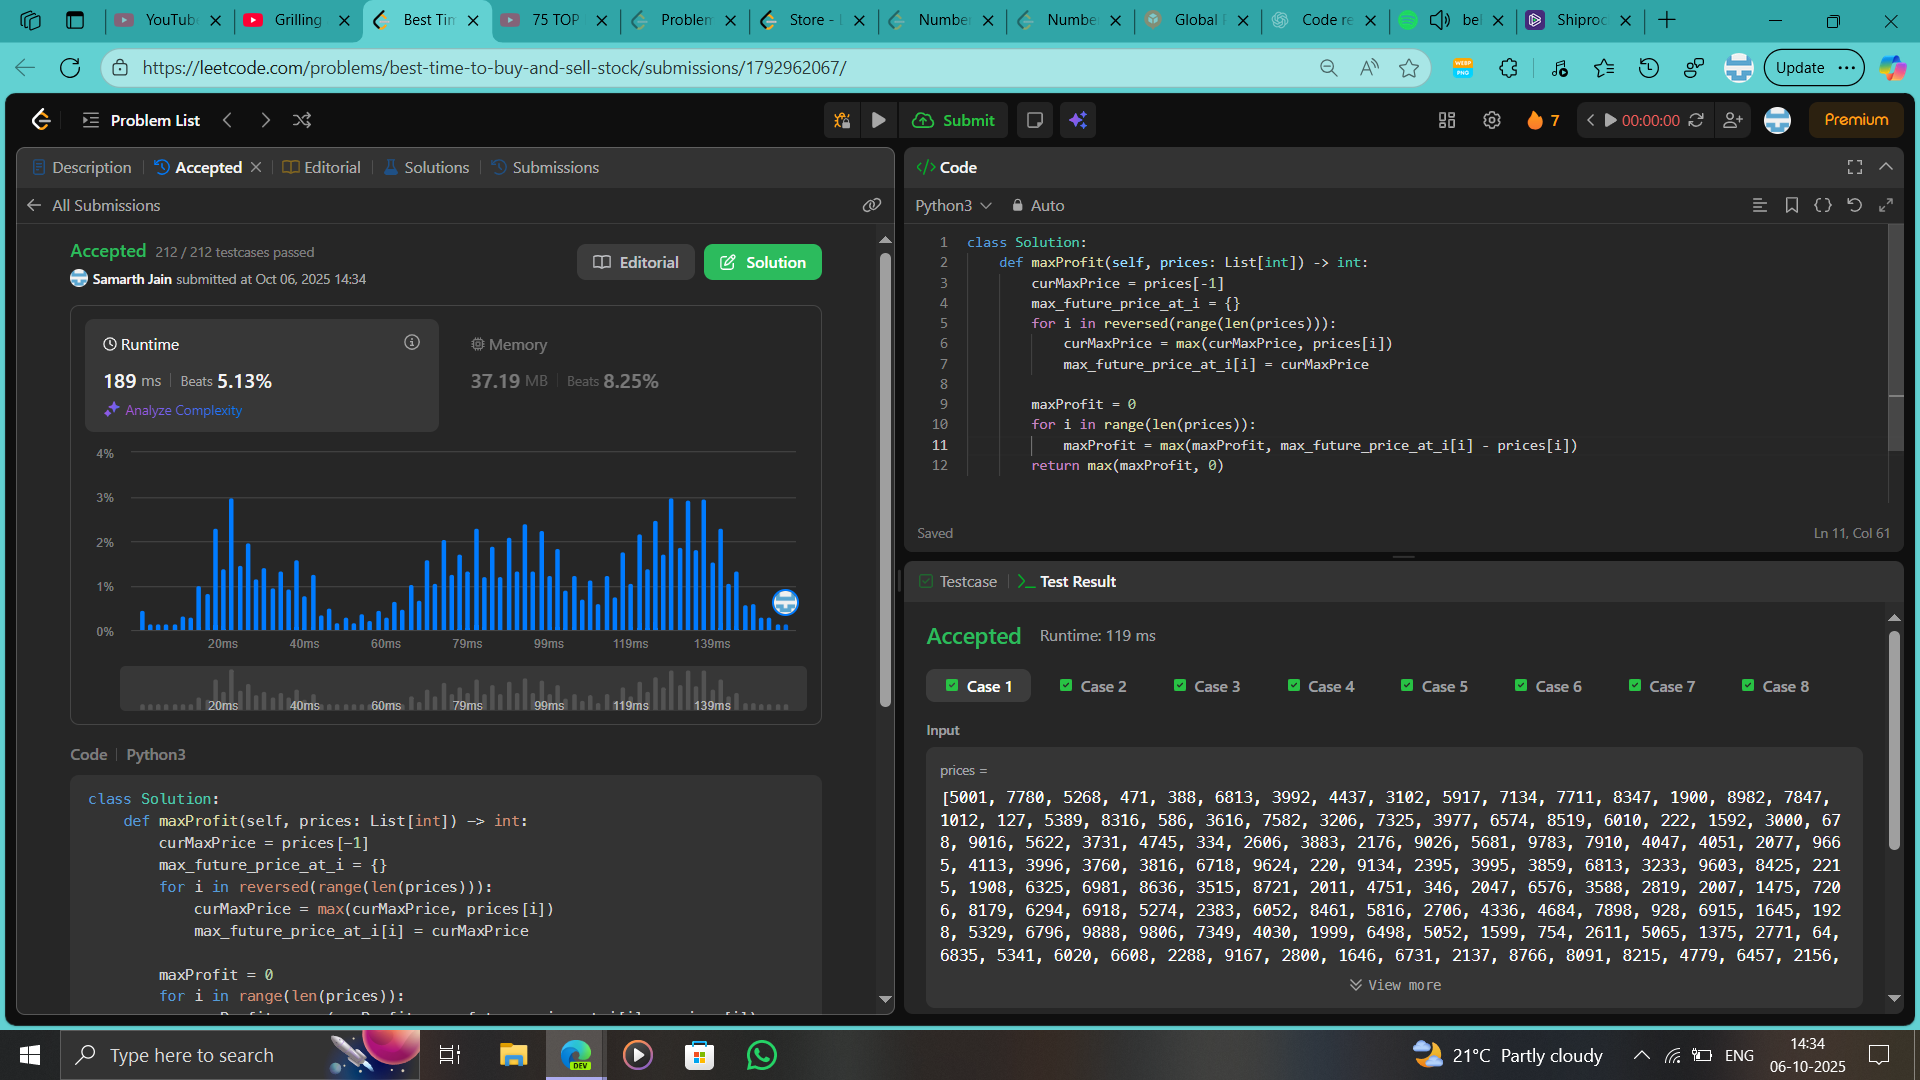 YouTube
Grilling
Best Tim
75 TOP
Problem
Store - L
Number
Number
Global
Code re
bel
Shiproc
https://leetcode.com/problems/best-time-to-buy-and-sell-stock/submissions/1792962067/
Update
Problem List
Submit
7
00:00:00
Premium
Description
Accepted
Editorial
Solutions
Submissions
All Submissions
Accepted 212 / 212 testcases passed
Samarth Jain submitted at Oct 06, 2025 14:34
Editorial
Solution
Runtime
189 ms Beats 5.13%
Analyze Complexity
Memory
37.19 MB Beats 8.25%
4%
3%
2%
1%
0%
20ms 40ms 60ms 79ms 99ms 119ms 139ms
20ms 40ms 60ms 79ms 99ms 119ms 139ms
Code Python3
class Solution:
def maxProfit(self, prices: List[int]) -> int:
curMaxPrice = prices[-1]
max_future_price_at_i = {}
for i in reversed(range(len(prices))):
curMaxPrice = max(curMaxPrice, prices[i])
max_future_price_at_i[i] = curMaxPrice
maxProfit = 0
for i in range(len(prices)):
Code
Python3 Auto
1 class Solution:
2 def maxProfit(self, prices: List[int]) -> int:
3 curMaxPrice = prices[-1]
4 max_future_price_at_i = {}
5 for i in reversed(range(len(prices))):
6 curMaxPrice = max(curMaxPrice, prices[i])
7 max_future_price_at_i[i] = curMaxPrice
8
9 maxProfit = 0
10 for i in range(len(prices)):
11 maxProfit = max(maxProfit, max_future_price_at_i[i] - prices[i])
12 return max(maxProfit, 0)
Saved
Ln 11, Col 61
Testcase
Test Result
Accepted Runtime: 119 ms
Case 1 Case 2 Case 3 Case 4 Case 5 Case 6 Case 7 Case 8
Input
prices =
[5001, 7780, 5268, 471, 388, 6813, 3992, 4437, 3102, 5917, 7134, 7711, 8347, 1900, 8982, 7847,
1012, 127, 5389, 8316, 586, 3616, 7582, 3206, 7325, 3977, 6574, 8519, 6010, 222, 1592, 3000, 67
8, 9016, 5622, 3731, 4745, 334, 2606, 3883, 2176, 9026, 5681, 9783, 7910, 4047, 4051, 2077, 966
5, 4113, 3996, 3760, 3816, 6718, 9624, 220, 9134, 2395, 3995, 3859, 6813, 3233, 9603, 8425, 221
5, 1908, 6325, 6981, 8636, 3515, 8721, 2011, 4751, 346, 2047, 6576, 3588, 2819, 2007, 1475, 720
6, 8179, 6294, 6918, 5274, 2383, 6052, 8461, 5816, 2706, 4336, 4684, 7898, 928, 6915, 1645, 192
8, 5329, 6796, 9888, 9806, 7349, 4030, 1999, 6498, 5052, 1599, 754, 2611, 5065, 1375, 2771, 64,
6835, 5341, 6020, 6608, 2288, 9167, 2800, 1646, 6731, 2137, 8766, 8091, 8215, 4779, 6457, 2156,
View more
Type here to search
DEV
21°C Partly cloudy
ENG
14:34
06-10-2025